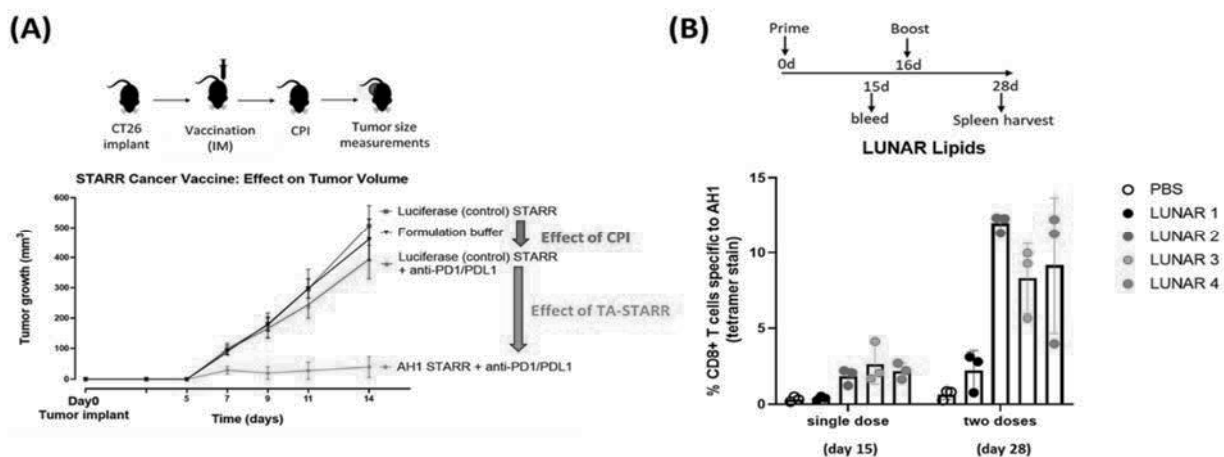 (A)
CT26
implant
Vaccination
(IM)
CPI
Tumor size
measurements
STARR Cancer Vaccine: Effect on Tumor Volume
Tumor growth (mm³)
600
500
400
300
200
100
0
Luciferase (control) STARR
Formulation buffer
Luciferase (control) STARR
+ anti-PD1/PDL1
AH1 STARR + anti-PD1/PDL1
Effect of CPI
Effect of TA-STARR
Day0
Tumor implant
5
7
9
11
14
Time (days)
(B)
Prime
0d
Boost
16d
15d
bleed
28d
Spleen harvest
LUNAR Lipids
% CD8+ T cells specific to AH1
(tetramer stain)
15
10
5
0
single dose
(day 15)
two doses
(day 28)
PBS
LUNAR 1
LUNAR 2
LUNAR 3
LUNAR 4